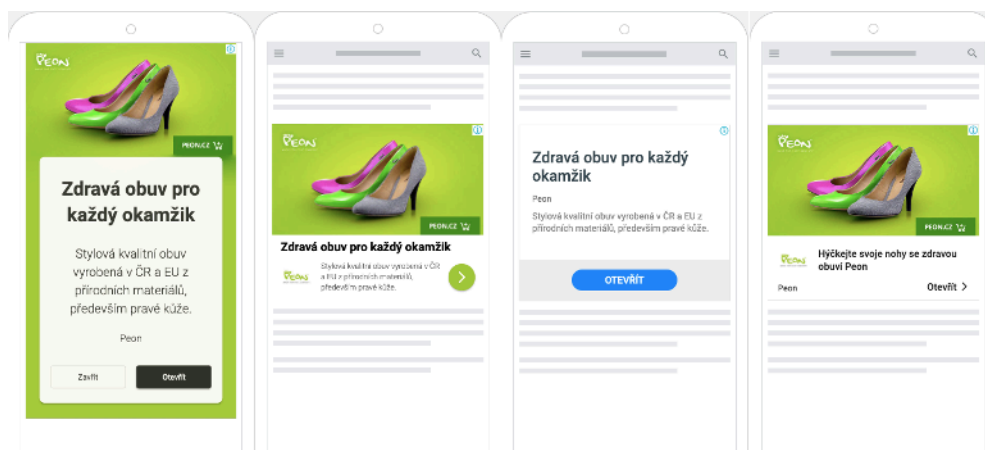 PEON
PEON.CZ
Zdravá obuv pro
každý okamžik
Stylová kvalitní obuv
vyrobená v ČR a EU z
přírodních materiálů,
především pravé kůže.
Peon
Zavřít
Otevřít
PEON
PEON.CZ
Zdravá obuv pro každý okamžik
PEON
Stylová kvalitní obuv vyrobená v ČR
a EU z přírodních materiálů,
především pravé kůže.
Zdravá obuv pro každý
okamžik
Peon
Stylová kvalitní obuv vyrobená v ČR a EU z
přírodních materiálů, především pravé kůže.
OTEVŘÍT
PEON
PEON.CZ
PEON
Hýčkejte svoje nohy se zdravou
obuví Peon
Peon
Otevřít